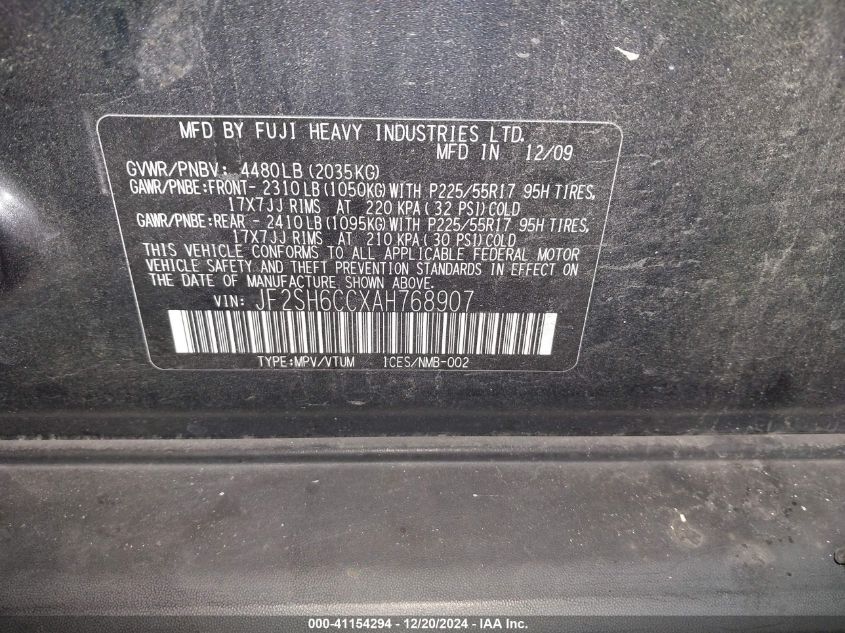 MFD BY FUJI HEAVY INDUSTRIES LTD.
MFD IN 12/09
GVWR/PNBV: 4480LB (2035KG)
GAWR/PNBE:FRONT- 2310LB (1050KG) WITH P225/55R17 95H TIRES,
17X7JJ RIMS AT 220 KPA ( 32 PSI) COLD
GAWR/PNBE:REAR - 2410LB (1095KG) WITH P225/55R17 95H TIRES,
17X7JJ RIMS AT 210 KPA ( 30 PSI) COLD
THIS VEHICLE CONFORMS TO ALL APPLICABLE FEDERAL MOTOR
VEHICLE SAFETY AND THEFT PREVENTION STANDARDS IN EFFECT ON
THE DATE OF MANUFACTURE SHOWN ABOVE.
VIN: JF2SH6CCXAH768907
TYPE:MPV/VTUM ICES/NMB-002
000-41154294 - 12/20/2024 - IAA Inc.